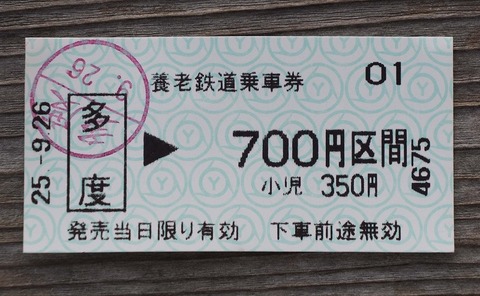 養老鉄道乗車券
01
25.-9.26
多度
▶
700円区間
小児 350円
4675
発売当日限り有効 下車前途無効
9.26